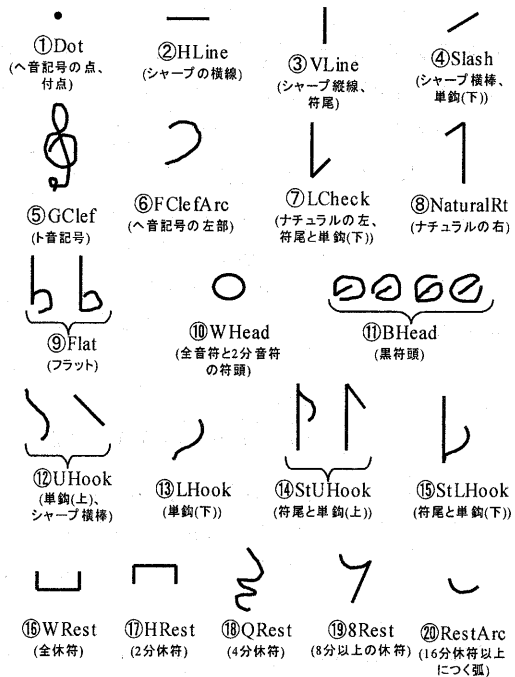 ①Dot
(ヘ音記号の点、
付点)
②HLine
(シャープの横線)
③VLine
(シャープ縦線、
符尾)
④Slash
(シャープ横棒、
単鈎(下))
⑤GClef
(ト音記号)
⑥FClefArc
(ヘ音記号の左部)
⑦LCheck
(ナチュラルの左、
符尾と単鈎(下))
⑧NaturalRt
(ナチュラルの右)
⑨Flat
(フラット)
⑩WHead
(全音符と2分音符
の符頭)
⑪BHead
(黒符頭)
⑫UHook
(単鈎(上)、
シャープ横棒)
⑬LHook
(単鈎(下))
⑭StUHook
(符尾と単鈎(上))
⑮StLHook
(符尾と単鈎(下))
⑯WRest
(全休符)
⑰HRest
(2分休符)
⑱QRest
(4分休符)
⑲8Rest
(8分以上の休符)
⑳RestArc
(16分休符以上
につく弧)